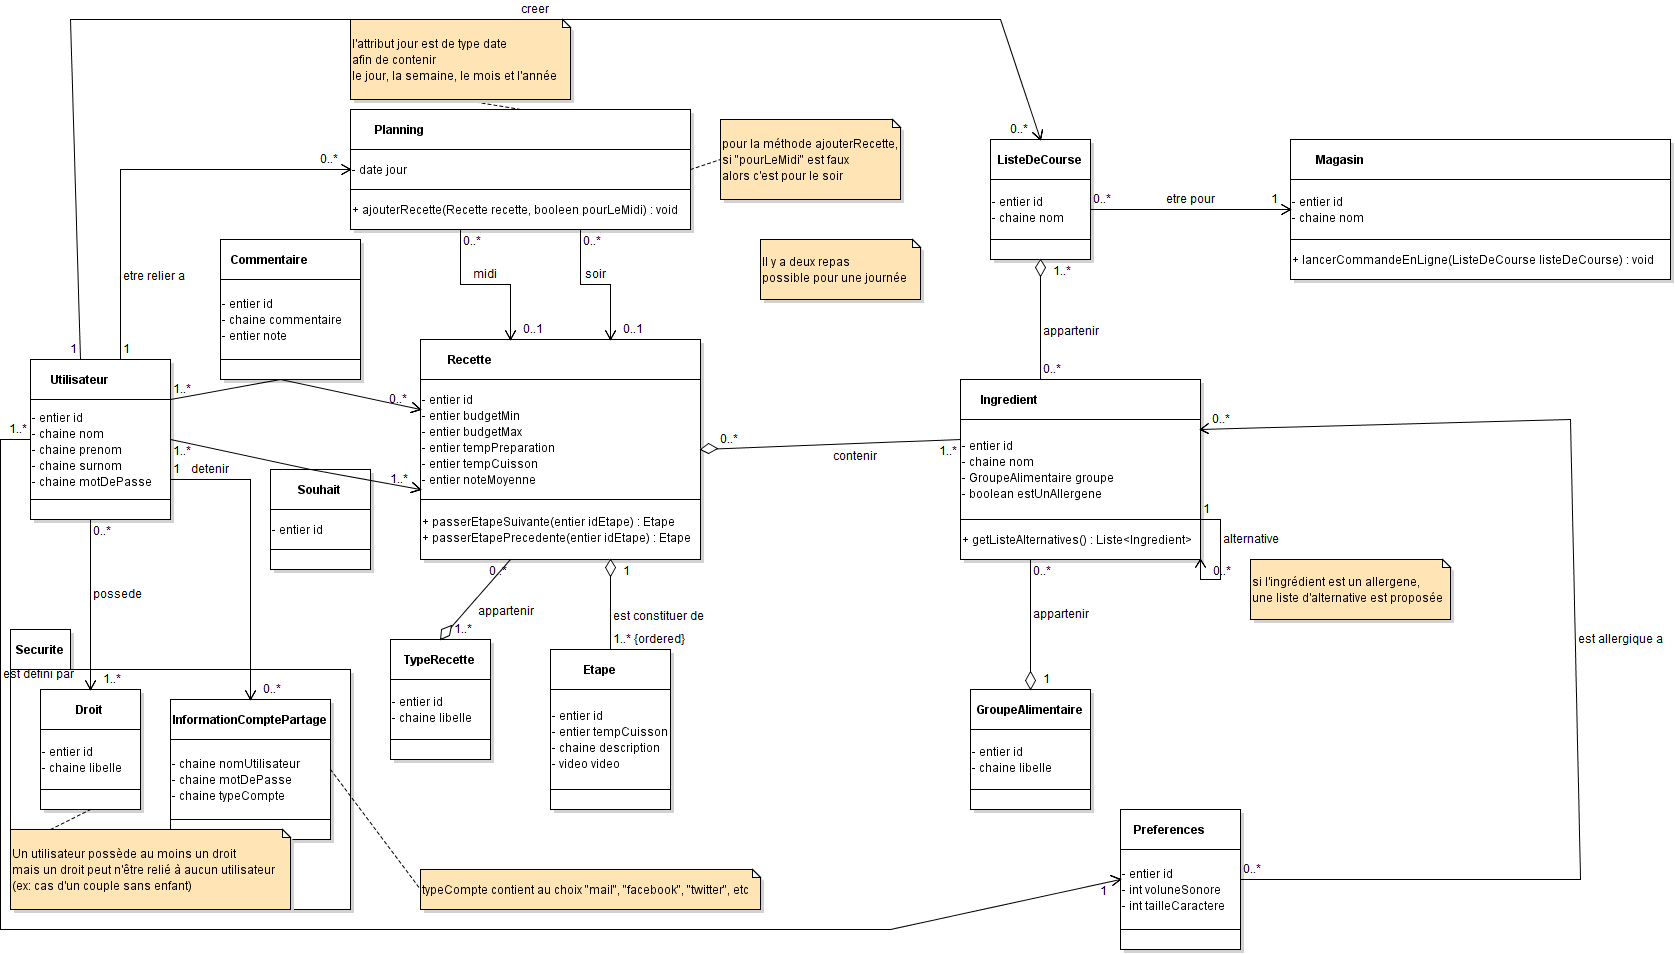 creer
l'attribut jour est de type date
afin de contenir
le jour, la semaine, le mois et l'année
Planning
- date jour
+ ajouterRecette(Recette recette, booleen pourLeMidi) : void
pour la méthode ajouterRecette,
si "pourLeMidi" est faux
alors c'est pour le soir
0..*
ListeDeCourse
- entier id
- chaine nom
0..*
etre pour
1
Magasin
- entier id
- chaine nom
+ lancerCommandeEnLigne(ListeDeCourse listeDeCourse) : void
0..*
etre relier a
1
1
0..*
midi
0..1
0..*
soir
0..1
Il y a deux repas
possible pour une journée
1..*
appartenir
0..*
Commentaire
- entier id
- chaine commentaire
- entier note
Utilisateur
- entier id
- chaine nom
- chaine prenom
- chaine surnom
- chaine motDePasse
1..*
0..*
1..*
1..*
1..*
1
detenir
Souhait
- entier id
Recette
- entier id
- entier budgetMin
- entier budgetMax
- entier tempPreparation
- entier tempCuisson
- entier noteMoyenne
+ passerEtapeSuivante(entier idEtape) : Etape
+ passerEtapePrecedente(entier idEtape) : Etape
0..*
contenir
1..*
Ingredient
- entier id
- chaine nom
- GroupeAlimentaire groupe
- boolean estUnAllergene
+ getListeAlternatives() : Liste<Ingredient>
0..*
1
alternative
0..*
si l'ingrédient est un allergene,
une liste d'alternative est proposée
est allergique a
0..*
possede
1..*
0..*
appartenir
1..*
1
est constituer de
1..* {ordered}
0..*
appartenir
1
Securite
est defini par
Droit
- entier id
- chaine libelle
0..*
InformationComptePartage
- chaine nomUtilisateur
- chaine motDePasse
- chaine typeCompte
TypeRecette
- entier id
- chaine libelle
Etape
- entier id
- entier tempCuisson
- chaine description
- video video
GroupeAlimentaire
- entier id
- chaine libelle
Un utilisateur possède au moins un droit
mais un droit peut n'être relié à aucun utilisateur
(ex: cas d'un couple sans enfant)
typeCompte contient au choix "mail", "facebook", "twitter", etc
Preferences
- entier id
- int voluneSonore
- int tailleCaractere
1
0..*